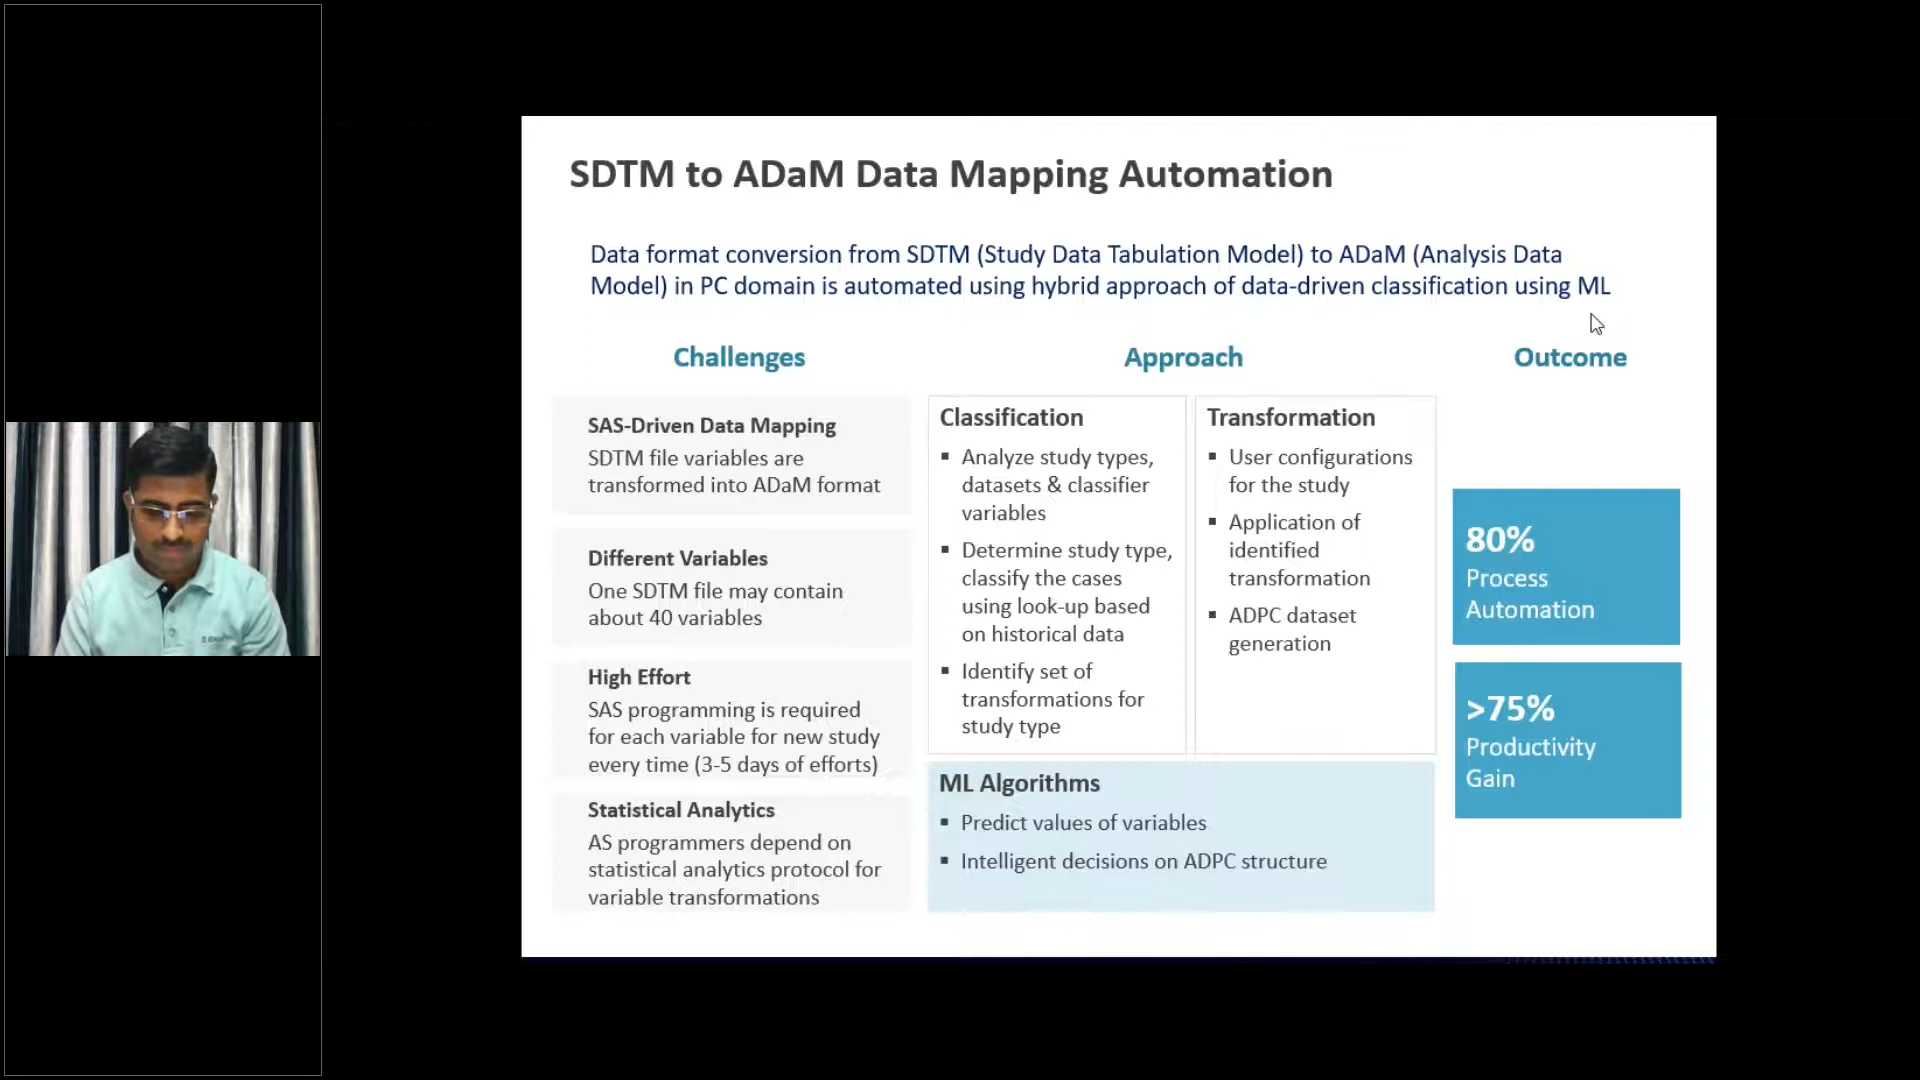 SDTM to ADaM Data Mapping Automation
Data format conversion from SDTM (Study Data Tabulation Model) to ADaM (Analysis Data
Model) in PC domain is automated using hybrid approach of data-driven classification using ML
Challenges
SAS-Driven Data Mapping
SDTM file variables are
transformed into ADaM format
Different Variables
One SDTM file may contain
about 40 variables
High Effort
SAS programming is required
for each variable for new study
every time (3-5 days of efforts)
Statistical Analytics
AS programmers depend on
statistical analytics protocol for
variable transformations
Approach
Classification
▪ Analyze study types,
datasets & classifier
variables
▪ Determine study type,
classify the cases
using look-up based
on historical data
▪ Identify set of
transformations for
study type
Transformation
▪ User configurations
for the study
▪ Application of
identified
transformation
▪ ADPC dataset
generation
ML Algorithms
▪ Predict values of variables
▪ Intelligent decisions on ADPC structure
Outcome
80%
Process
Automation
>75%
Productivity
Gain